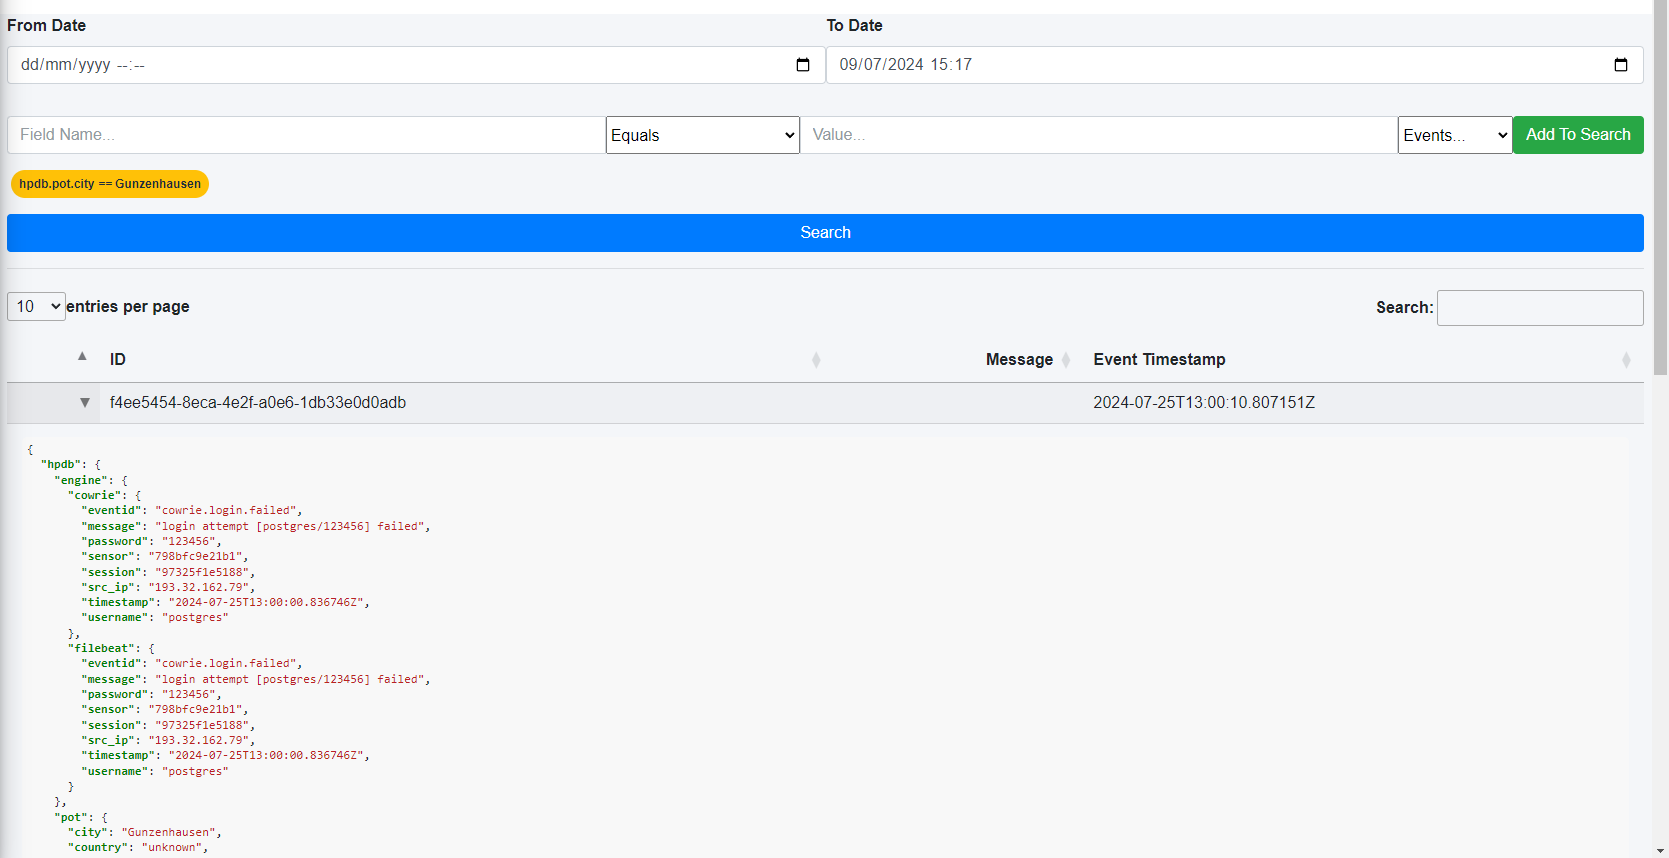 From Date
To Date
dd/mm/yyyy --:--
09/07/2024 15:17
Field Name...
Equals
Value...
Events...
Add To Search
hpdb.pot.city == Gunzenhausen
Search
10 entries per page
Search:
ID
Message
Event Timestamp
f4ee5454-8eca-4e2f-a0e6-1db33e0d0adb
2024-07-25T13:00:10.807151Z
{
"hpdb": {
"engine": {
"cowrie": {
"eventid": "cowrie.login.failed",
"message": "login attempt [postgres/123456] failed",
"password": "123456",
"sensor": "798bfc9e21b1",
"session": "97325f1e5188",
"src_ip": "193.32.162.79",
"timestamp": "2024-07-25T13:00:00.836746Z",
"username": "postgres"
},
"filebeat": {
"eventid": "cowrie.login.failed",
"message": "login attempt [postgres/123456] failed",
"password": "123456",
"sensor": "798bfc9e21b1",
"session": "97325f1e5188",
"src_ip": "193.32.162.79",
"timestamp": "2024-07-25T13:00:00.836746Z",
"username": "postgres"
}
},
"pot": {
"city": "Gunzenhausen",
"country": "unknown",